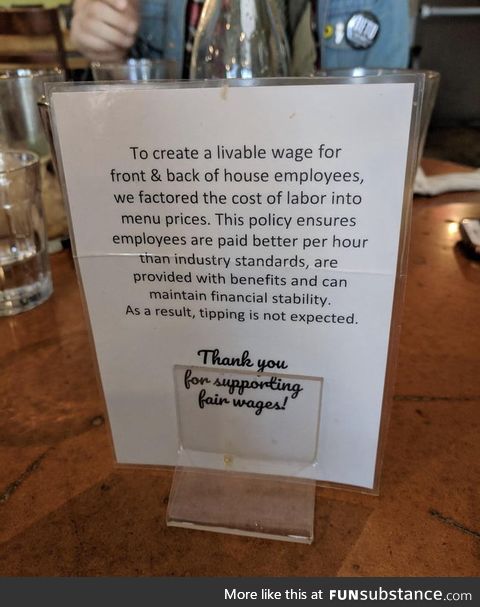 To create a livable wage for
front & back of house employees,
we factored the cost of labor into
menu prices. This policy ensures
employees are paid better per hour
than industry standards, are
provided with benefits and can
maintain financial stability.
As a result, tipping is not expected.
Thank you
for supporting
fair wages!
More like this at FUNsubstance.com